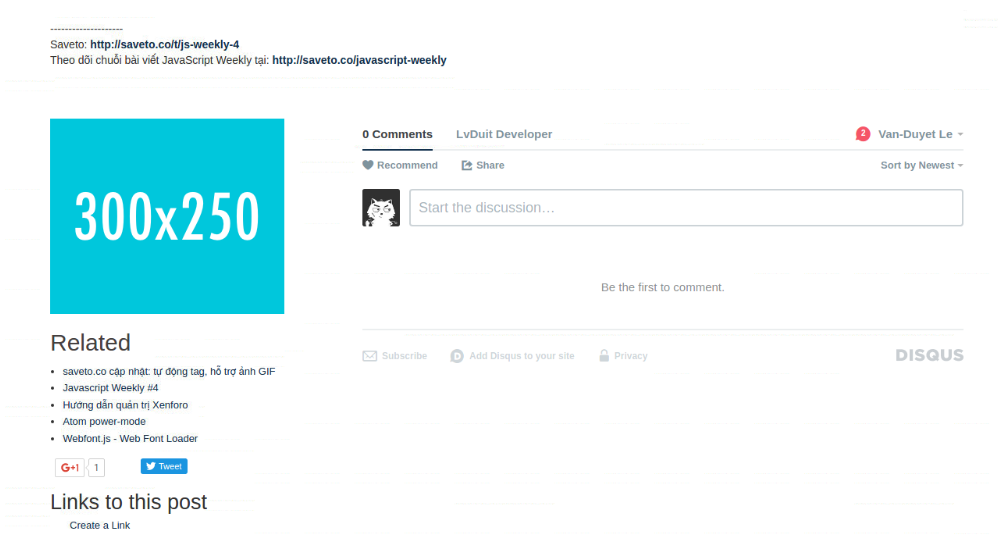 --------------------
Saveto: http://saveto.co/t/js-weekly-4
Theo dõi chuỗi bài viết JavaScript Weekly tại: http://saveto.co/javascript-weekly
300x250
Related
saveto.co cập nhật: tự động tag, hỗ trợ ảnh GIF
Javascript Weekly #4
Hướng dẫn quản trị Xenforo
Atom power-mode
Webfont.js - Web Font Loader
G+1 1 Tweet
Links to this post
Create a Link
0 Comments LvDuit Developer 2 Van-Duyet Le
Recommend Share Sort by Newest
Start the discussion…
Be the first to comment.
Subscribe Add Disqus to your site Privacy DISQUS